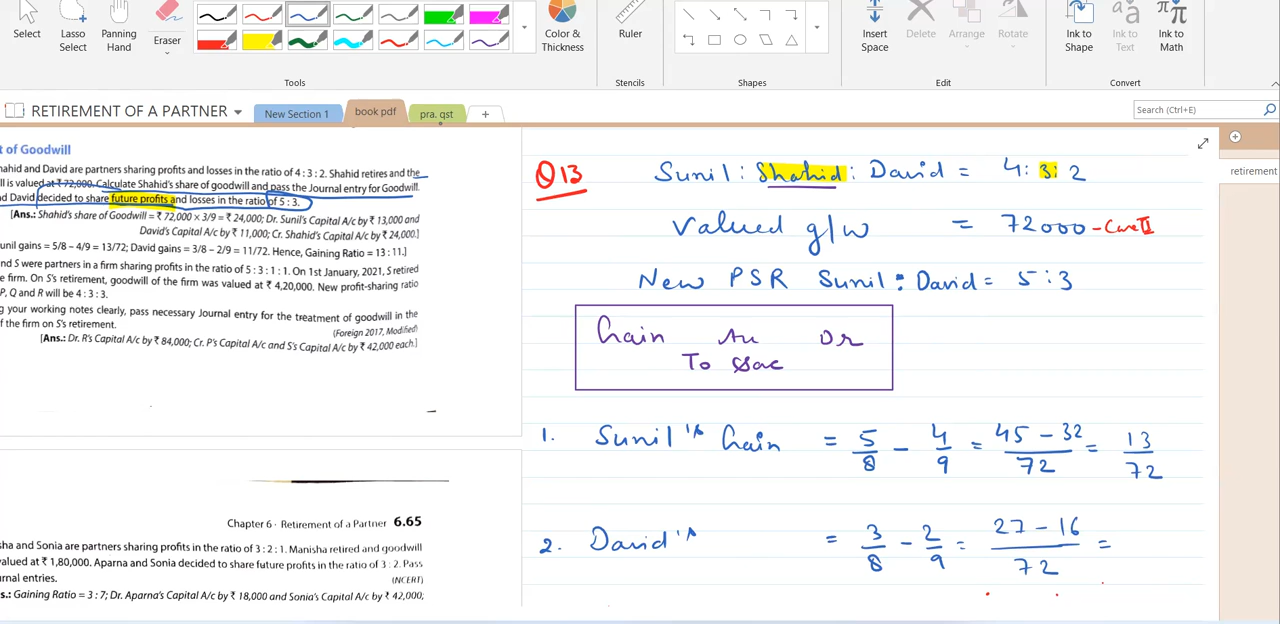 Select
Lasso
Select
Panning
Hand
Eraser
Color &
Thickness
Ruler
Insert
Space
Delete
Arrange
Rotate
Ink to
Shape
Ink to
Text
Ink to
Math
Tools
Stencils
Shapes
Edit
Convert
RETIREMENT OF A PARTNER
New Section 1
book pdf
pra. qst
+
Search (Ctrl+E)
retirement
t of Goodwill
hahid and David are partners sharing profits and losses in the ratio of 4 : 3 : 2. Shahid retires and the
ll is valued at ₹ 72,000. Calculate Shahid's share of goodwill and pass the Journal entry for Goodwill.
nd David decided to share future profits and losses in the ratio of 5 : 3.
[Ans.: Shahid's share of Goodwill = ₹ 72,000 × 3/9 = ₹ 24,000; Dr. Sunil's Capital A/c by ₹ 13,000 and
David's Capital A/c by ₹ 11,000; Cr. Shahid's Capital A/c by ₹ 24,000.]
unil gains = 5/8 – 4/9 = 13/72; David gains = 3/8 – 2/9 = 11/72. Hence, Gaining Ratio = 13 : 11.]
nd S were partners in a firm sharing profits in the ratio of 5 : 3 : 1 : 1. On 1st January, 2021, S retired
e firm. On S's retirement, goodwill of the firm was valued at ₹ 4,20,000. New profit-sharing ratio
P, Q and R will be 4 : 3 : 3.
g your working notes clearly, pass necessary Journal entry for the treatment of goodwill in the
f the firm on S's retirement.
(Foreign 2017, Modified)
[Ans.: Dr. R's Capital A/c by ₹ 84,000; Cr. P's Capital A/c and S's Capital A/c by ₹ 42,000 each.]
Chapter 6 · Retirement of a Partner 6.65
sha and Sonia are partners sharing profits in the ratio of 3 : 2 : 1. Manisha retired and goodwill
valued at ₹ 1,80,000. Aparna and Sonia decided to share future profits in the ratio of 3 : 2. Pass
rnal entries.
(NCERT)
s.: Gaining Ratio = 3 : 7; Dr. Aparna's Capital A/c by ₹ 18,000 and Sonia's Capital A/c by ₹ 42,000;
Q13 Sunil : Shahid : David = 4 : 3 : 2
Valued g/w = 72000 - Case II
New PSR Sunil : David = 5 : 3
Gain Dr
To
1. Sunil's Gain = 5/8 - 4/9 = 45 - 32/72 = 13/72
2. David's = 3/8 - 2/9 = 27 - 16/72 =